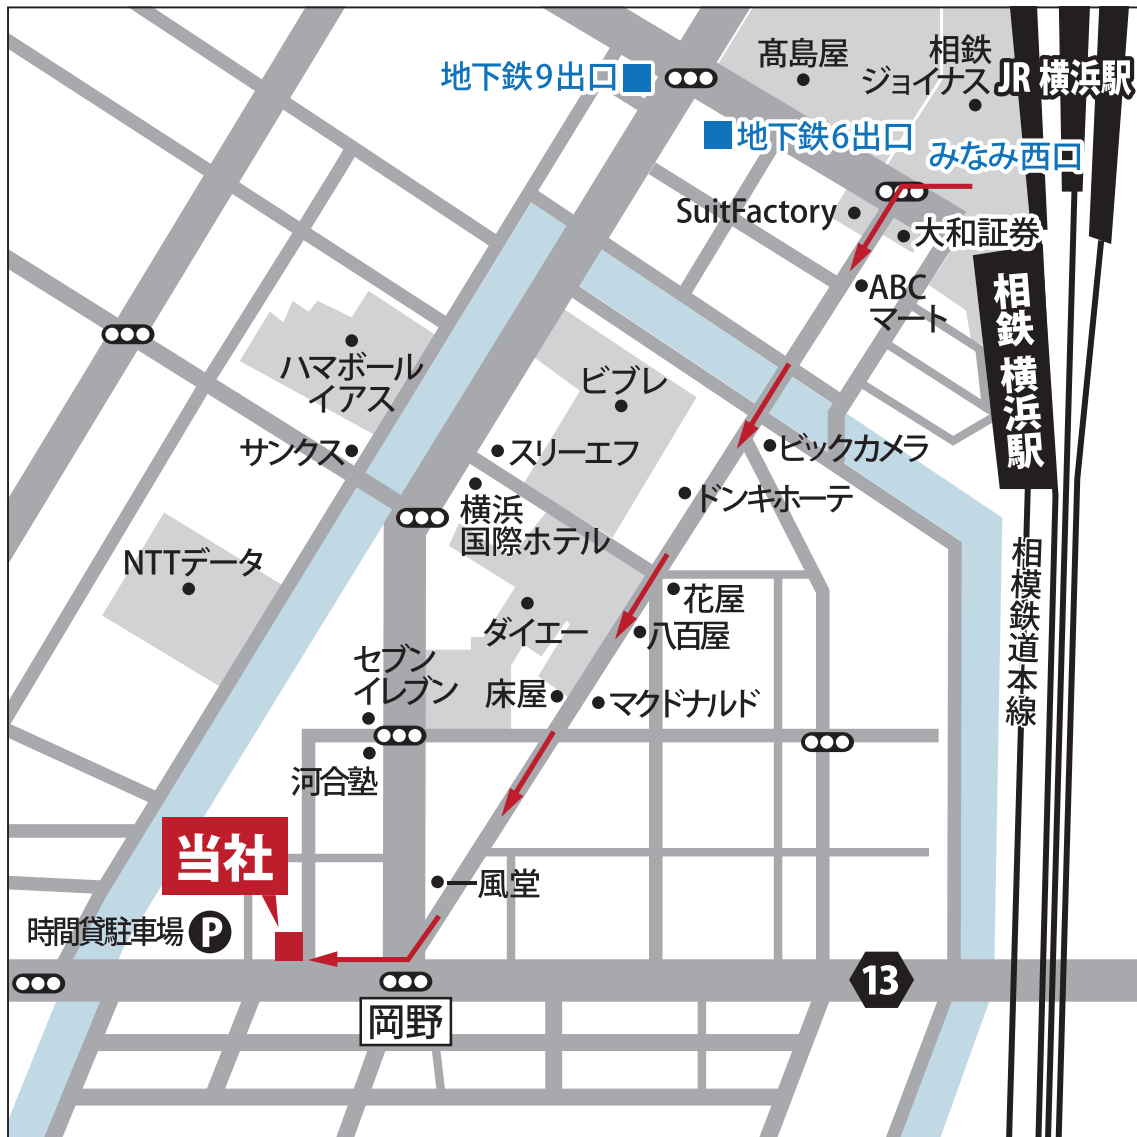 髙島屋
相鉄
ジョイナス
JR 横浜駅
地下鉄9出口
地下鉄6出口
みなみ西口
SuitFactory
大和証券
ABC
マート
相鉄 横浜駅
ハマボール
イアス
ビブレ
サンクス
スリーエフ
ビックカメラ
横浜
国際ホテル
ドンキホーテ
NTTデータ
相模鉄道本線
花屋
ダイエー
八百屋
セブン
イレブン
床屋
マクドナルド
河合塾
当社
風堂
時間貸駐車場 P
13
岡野